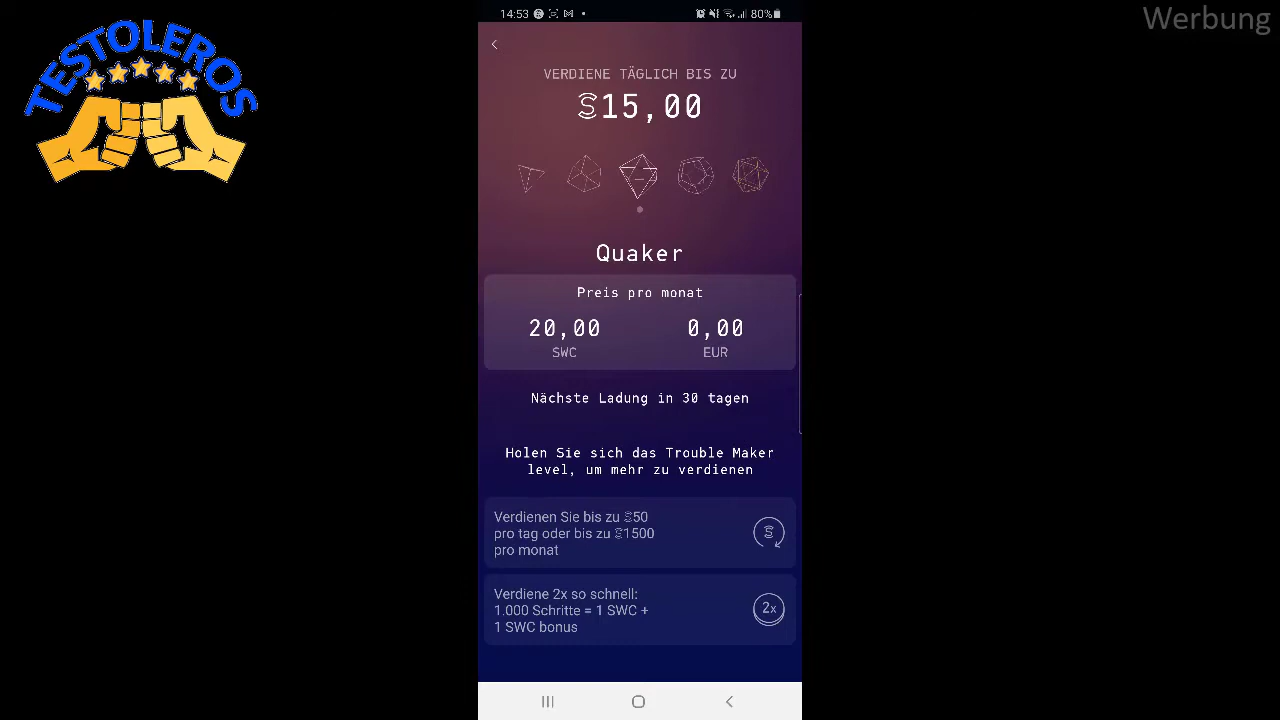 TESTOLEROS
Werbung
14:53
80%
VERDIENE TÄGLICH BIS ZU
S15,00
Quaker
Preis pro monat
20,00 0,00
SWC EUR
Nächste Ladung in 30 tagen
Holen Sie sich das Trouble Maker
level, um mehr zu verdienen
Verdienen Sie bis zu S50
pro tag oder bis zu S1500
pro monat
S
Verdiene 2x so schnell:
1.000 Schritte = 1 SWC +
1 SWC bonus
2x